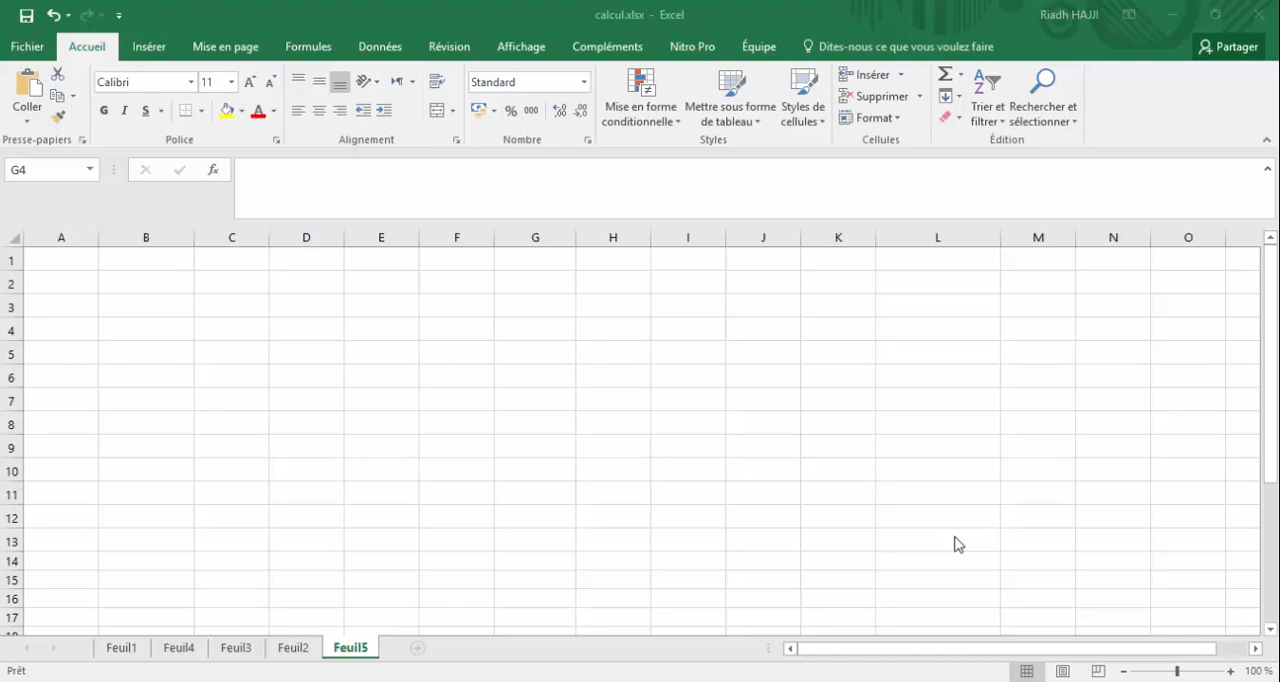 calcul.xlsx - Excel
Riadh HAJJI
Fichier Accueil Insérer Mise en page Formules Données Révision Affichage Compléments Nitro Pro Équipe Dites-nous ce que vous voulez faire Partager
Coller
Calibri 11
Standard
G I S
% 000
Mise en forme conditionnelle
Mettre sous forme de tableau
Styles de cellules
Insérer
Supprimer
Format
Trier et filtrer
Rechercher et sélectionner
Presse-papiers Police Alignement Nombre Styles Cellules Édition
G4 fx
A B C D E F G H I J K L M N O
1
2
3
4
5
6
7
8
9
10
11
12
13
14
15
16
17
18
Feuil1 Feuil4 Feuil3 Feuil2 Feuil5
Prêt 100 %